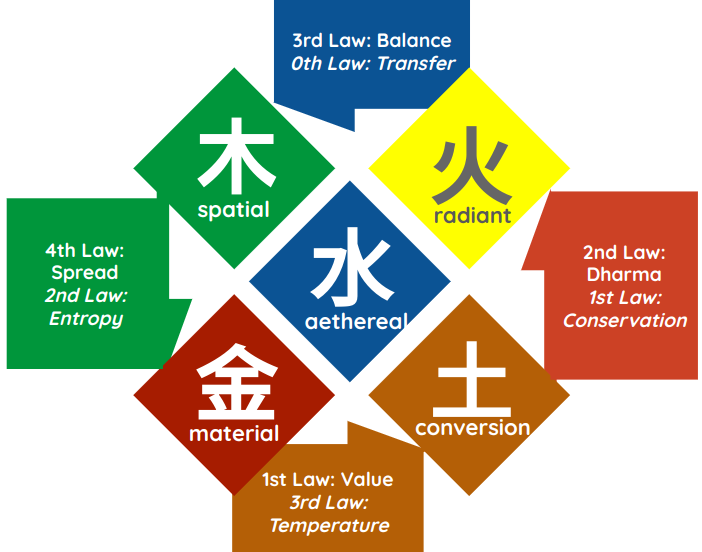 3rd Law: Balance
0th Law: Transfer
木
spatial
火
radiant
4th Law:
Spread
2nd Law:
Entropy
水
aethereal
2nd Law:
Dharma
1st Law:
Conservation
金
material
土
conversion
1st Law: Value
3rd Law:
Temperature